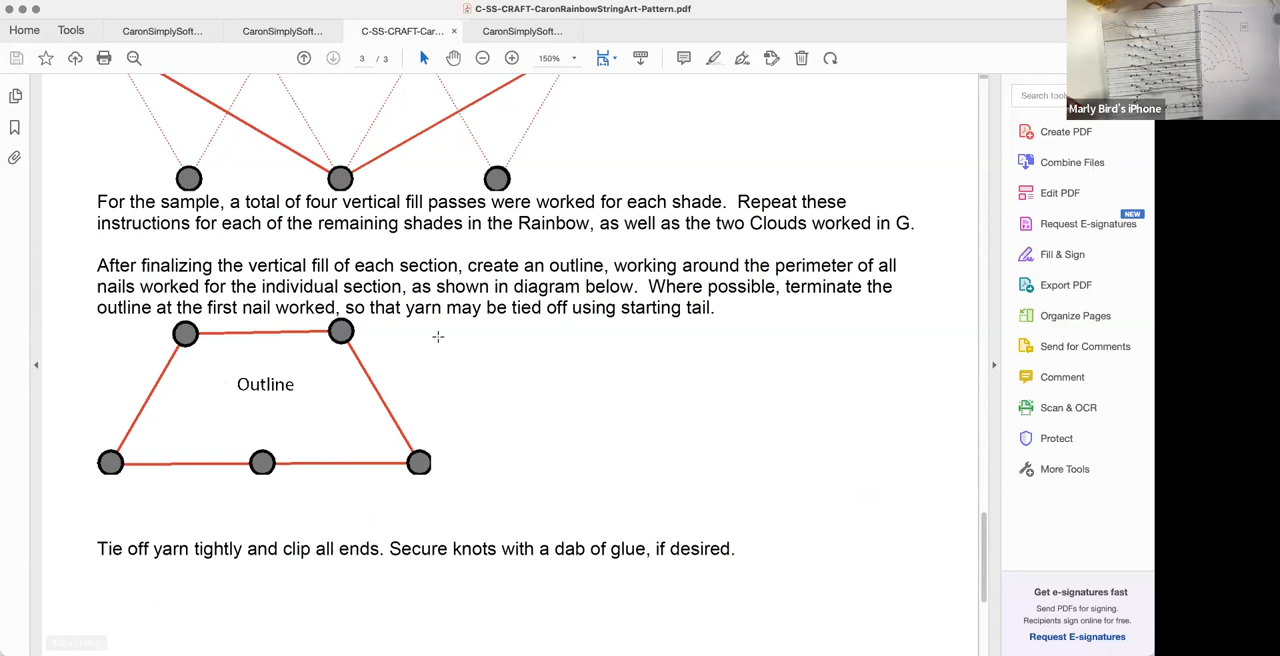 C-SS-CRAFT-CaronRainbowStringArt-Pattern.pdf
Home
Tools
CaronSimplySoft...
CaronSimplySoft...
C-SS-CRAFT-Car...
×
CaronSimplySoft...
3 / 3
150%
Marly Bird's iPhone
Search tools
Create PDF
Combine Files
Edit PDF
NEW
Request E-signatures
Fill & Sign
Export PDF
Organize Pages
Send for Comments
Comment
Scan & OCR
Protect
More Tools
Get e-signatures fast
Send PDFs for signing.
Recipients sign online for free.
Request E-signatures
For the sample, a total of four vertical fill passes were worked for each shade. Repeat these
instructions for each of the remaining shades in the Rainbow, as well as the two Clouds worked in G.
After finalizing the vertical fill of each section, create an outline, working around the perimeter of all
nails worked for the individual section, as shown in diagram below. Where possible, terminate the
outline at the first nail worked, so that yarn may be tied off using starting tail.
Outline
Tie off yarn tightly and clip all ends. Secure knots with a dab of glue, if desired.